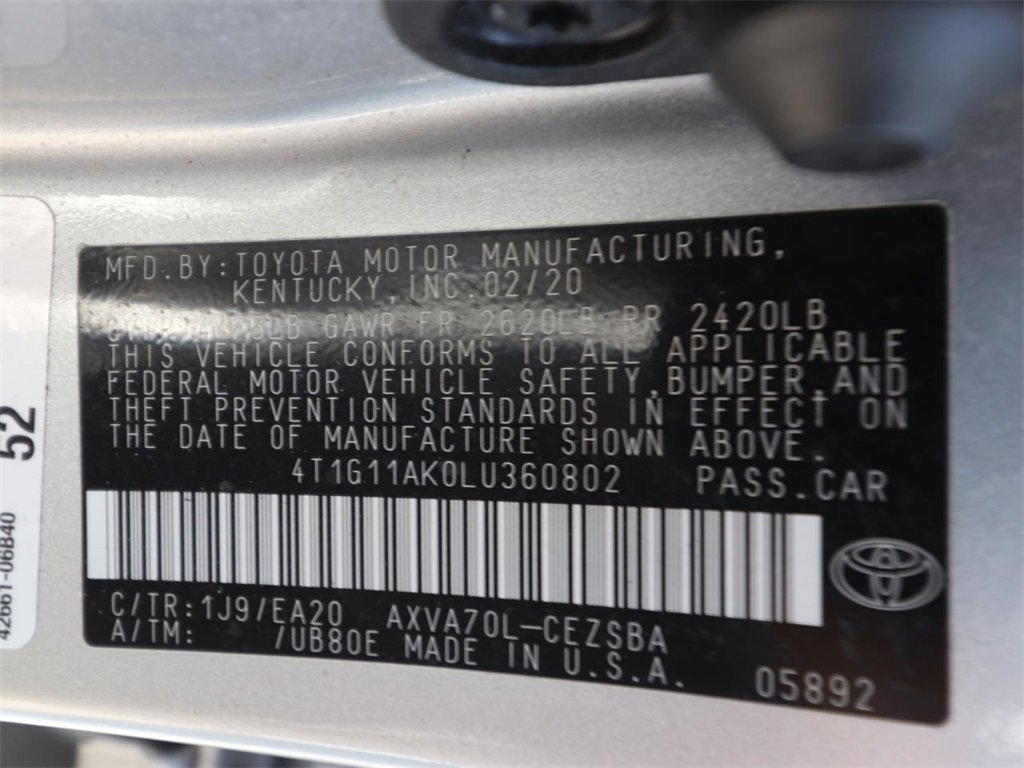 MFD.BY:TOYOTA MOTOR MANUFACTURING,
KENTUCKY,INC.02/20
GAWR FR 2620LB RR 2420LB
THIS VEHICLE CONFORMS TO ALL APPLICABLE
FEDERAL MOTOR VEHICLE SAFETY,BUMPER,AND
THEFT PREVENTION STANDARDS IN EFFECT ON
THE DATE OF MANUFACTURE SHOWN ABOVE.
4T1G11AK0LU360802 PASS.CAR
C/TR:1J9/EA20 AXVA70L-CEZSBA
A/TM: /UB80E MADE IN U.S.A.
05892
52
42661-06B40